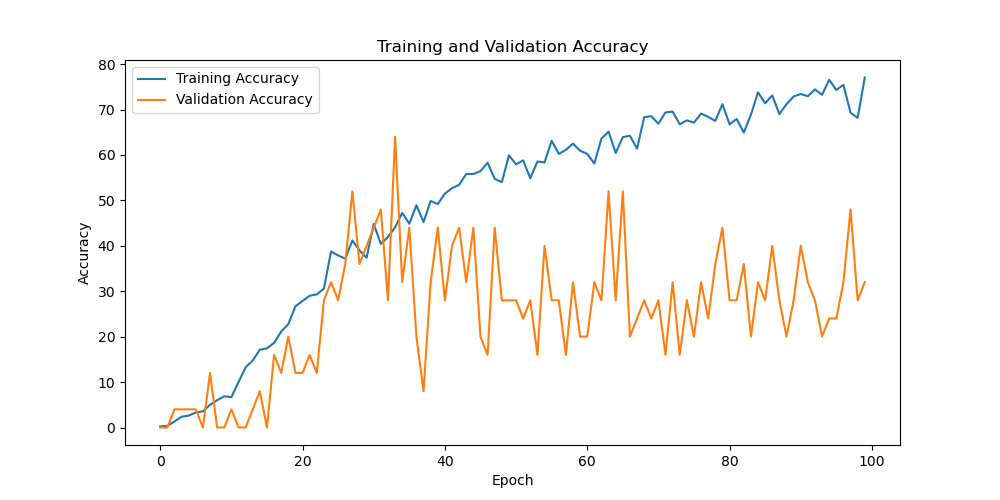 Training and Validation Accuracy
Training Accuracy
Validation Accuracy
Accuracy
80
70
60
50
40
30
20
10
0
0 20 40 60 80 100
Epoch